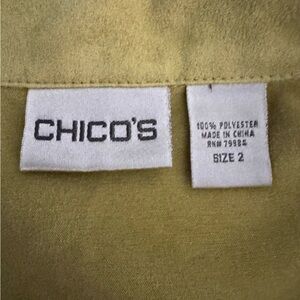 CHICO'S
100% POLYESTER
MADE IN CHINA
RN# 79984
SIZE 2